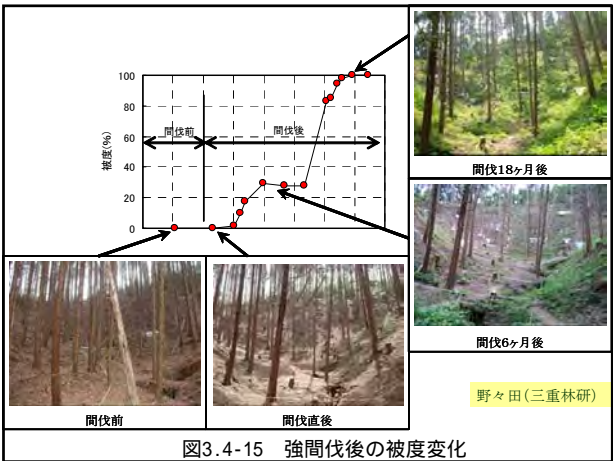 100
80
60
40
20
0
被度(%)
間伐前
間伐後
間伐18ヶ月後
間伐6ヶ月後
間伐前
間伐直後
野々田(三重林研)
図3.4-15 強間伐後の被度変化